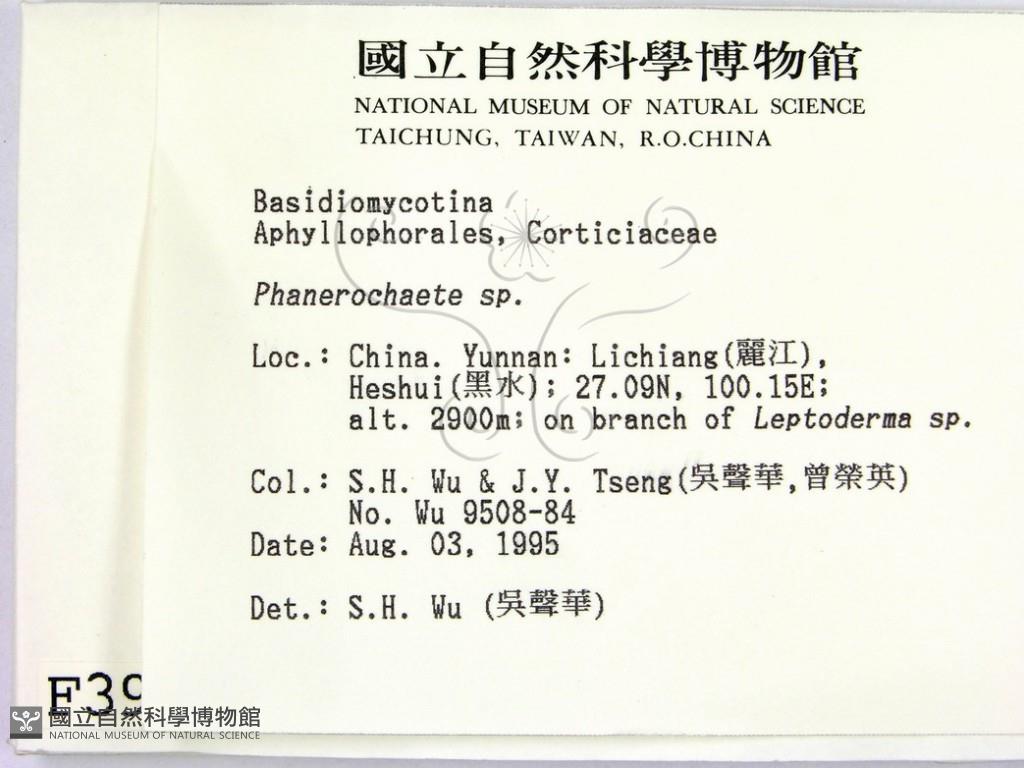 國立自然科學博物館
NATIONAL MUSEUM OF NATURAL SCIENCE
TAICHUNG, TAIWAN, R.O.CHINA
Basidiomycotina
Aphyllophorales, Corticiaceae
Phanerochaete sp.
Loc.: China. Yunnan: Lichiang(麗江),
Heshui(黑水); 27.09N, 100.15E;
alt. 2900m; on branch of Leptoderma sp.
Col.: S.H. Wu & J.Y. Tseng(吳聲華,曾榮英)
No. Wu 9508-84
Date: Aug. 03, 1995
Det.: S.H. Wu (吳聲華)
國立自然科學博物館
NATIONAL MUSEUM OF NATURAL SCIENCE